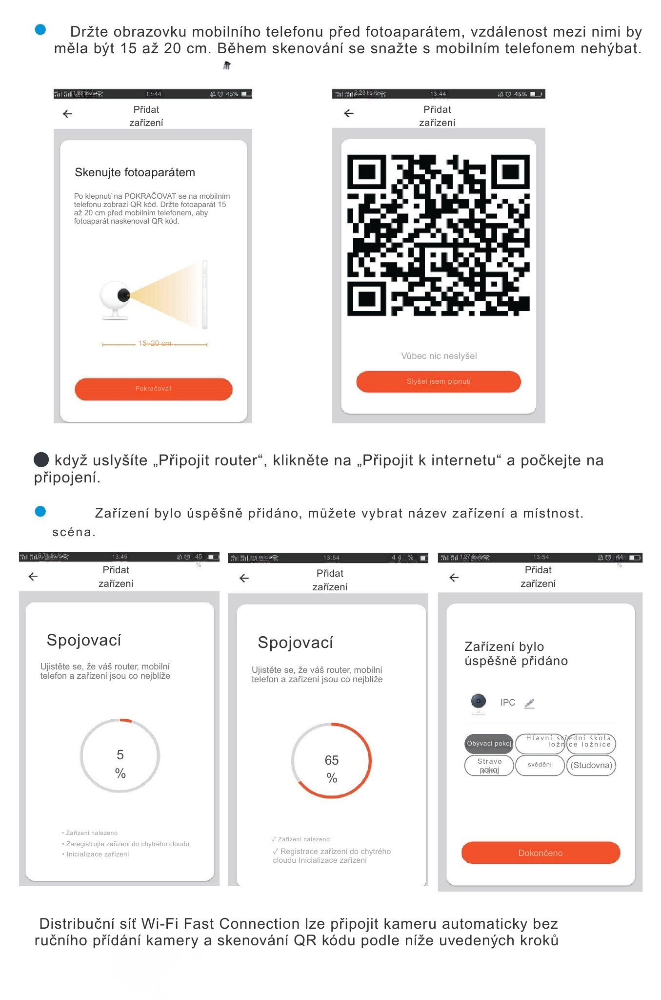 Držte obrazovku mobilního telefonu před fotoaparátem, vzdálenost mezi nimi by
měla být 15 až 20 cm. Během skenování se snažte s mobilním telefonem nehýbat.
1,63 tis./s 13:44 45%
Přidat
zařízení
Skenujte fotoaparátem
Po klepnutí na POKRAČOVAT se na mobilním
telefonu zobrazí QR kód. Držte fotoaparát 15
až 20 cm před mobilním telefonem, aby
fotoaparát naskenoval QR kód.
15–20 cm
Pokračovat
2,23 tis./s 13:44 45%
Přidat
zařízení
Vůbec nic neslyšel
Slyšel jsem pípnutí
když uslyšíte „Připojit router“, klikněte na „Připojit k internetu“ a počkejte na
připojení.
Zařízení bylo úspěšně přidáno, můžete vybrat název zařízení a místnost.
scéna.
6,71 tis./s 13:45 45
%
Přidat
zařízení
Spojovací
Ujistěte se, že váš router, mobilní
telefon a zařízení jsou co nejblíže
5
%
• Zařízení nalezeno
• Zaregistrujte zařízení do chytrého cloudu
• Inicializace zařízení
13:54 44 %
Přidat
zařízení
Spojovací
Ujistěte se, že váš router, mobilní
telefon a zařízení jsou co nejblíže
65
%
✓ Zařízení nalezeno
✓ Registrace zařízení do chytrého
cloudu Inicializace zařízení
1,27 tis./s 13:54 44
%
Přidat
zařízení
Zařízení bylo
úspěšně přidáno
IPC
Obývací pokoj
Hlavní střední škola
ložnice ložnice
Stravo
pokoj
svědění
(Studovna)
Dokončeno
Distribuční síť Wi-Fi Fast Connection lze připojit kameru automaticky bez
ručního přidání kamery a skenování QR kódu podle níže uvedených kroků